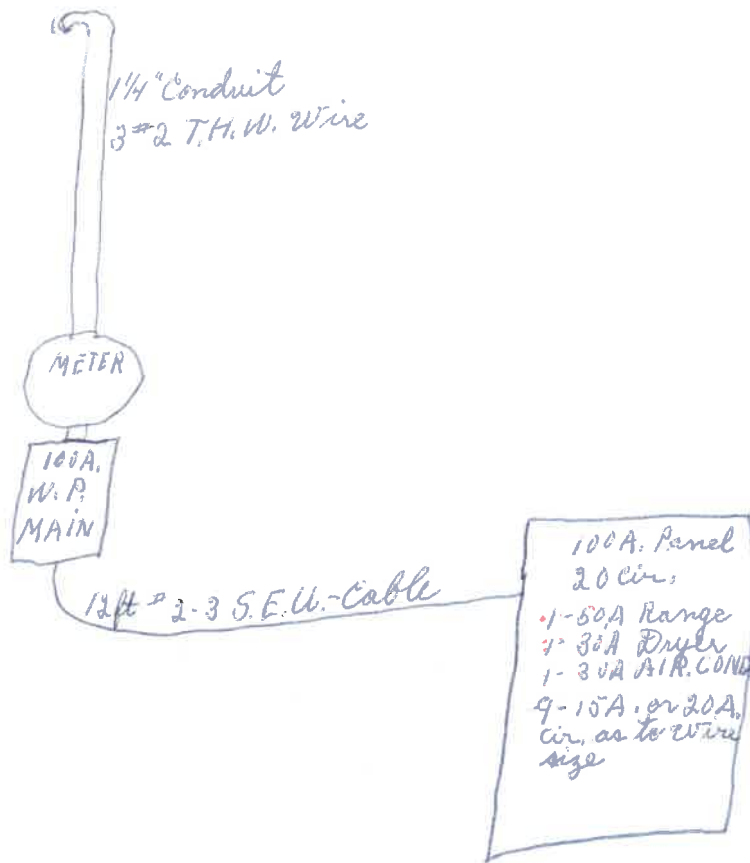 1¼" Conduit
3 #2 T.H.W. Wire
METER
100A.
W.P.
MAIN
12ft #2-3 S.E.U.-Cable
100A. Panel
20 Cir.
1-50A Range
1-30A Dryer
1-30A AIR. COND
9-15A. or 20A.
cir. as to wire
size